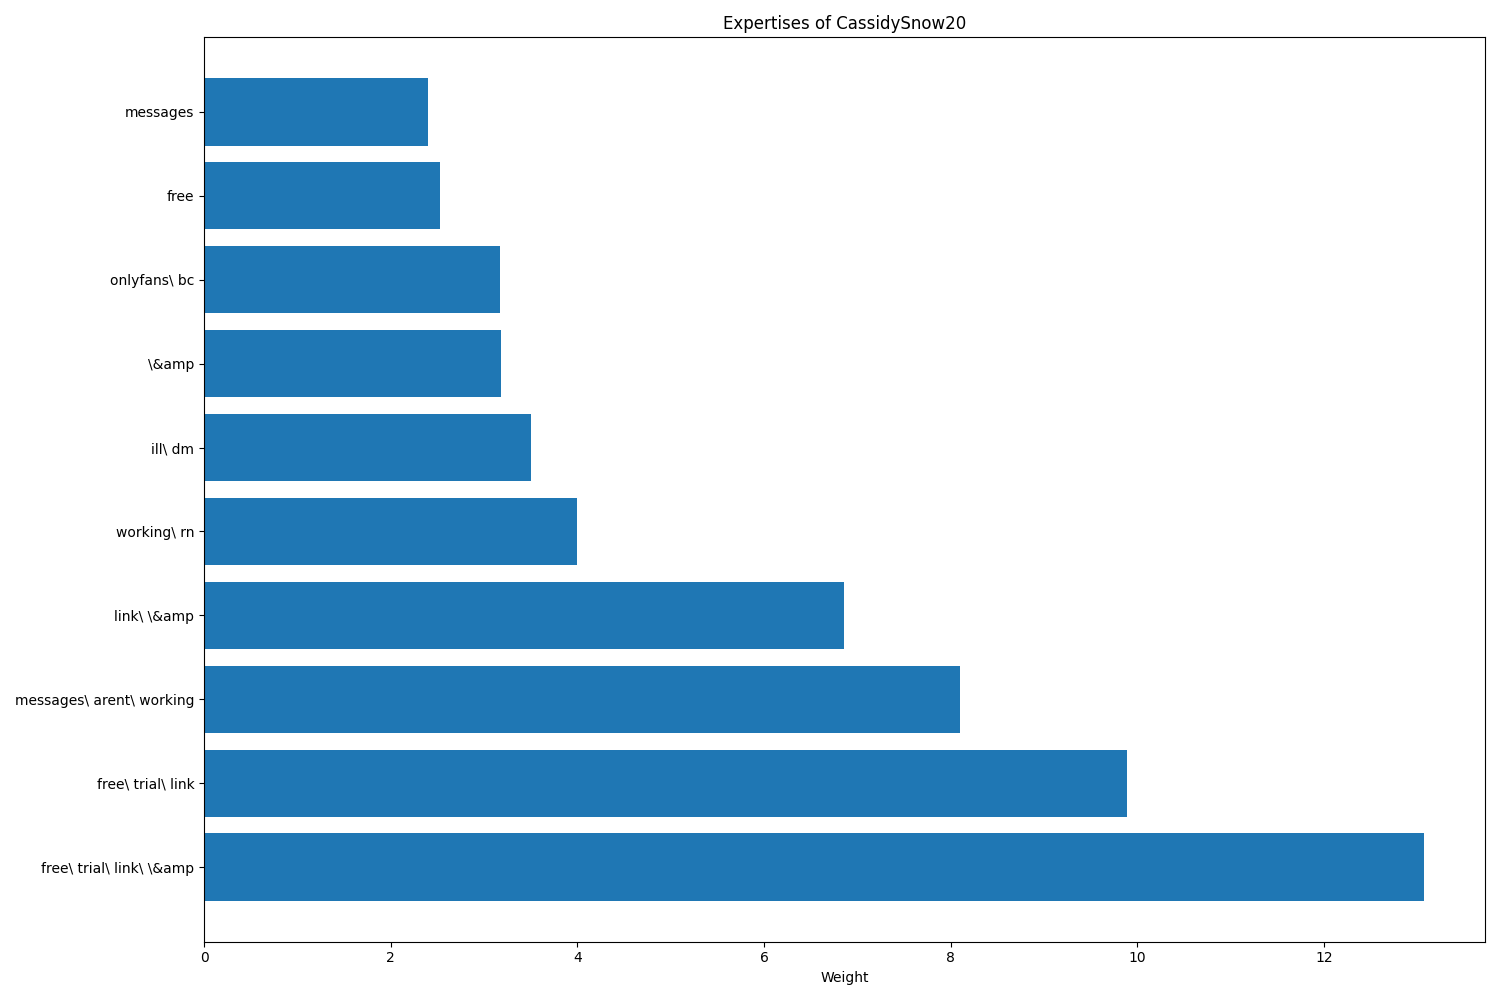 Expertises of CassidySnow20
messages
free
onlyfans\ bc
\&amp
ill\ dm
working\ rn
link\ \&amp
messages\ arent\ working
free\ trial\ link
free\ trial\ link\ \&amp
0 2 4 6 8 10 12
Weight